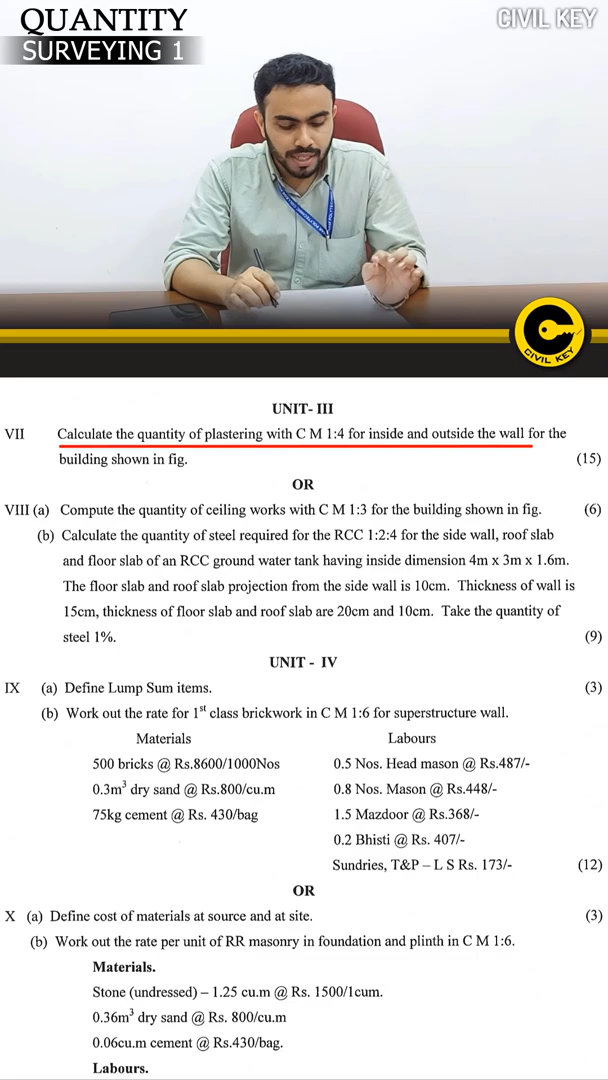 QUANTITY
CIVIL KEY
SURVEYING 1
CIVIL KEY
UNIT- III
VII Calculate the quantity of plastering with C M 1:4 for inside and outside the wall for the
building shown in fig. (15)
OR
VIII (a) Compute the quantity of ceiling works with C M 1:3 for the building shown in fig. (6)
(b) Calculate the quantity of steel required for the RCC 1:2:4 for the side wall, roof slab
and floor slab of an RCC ground water tank having inside dimension 4m x 3m x 1.6m.
The floor slab and roof slab projection from the side wall is 10cm. Thickness of wall is
15cm, thickness of floor slab and roof slab are 20cm and 10cm. Take the quantity of
steel 1%. (9)
UNIT - IV
IX (a) Define Lump Sum items. (3)
(b) Work out the rate for 1st class brickwork in C M 1:6 for superstructure wall.
Materials Labours
500 bricks @ Rs.8600/1000Nos 0.5 Nos. Head mason @ Rs.487/-
0.3m³ dry sand @ Rs.800/cu.m 0.8 Nos. Mason @ Rs.448/-
75kg cement @ Rs. 430/bag 1.5 Mazdoor @ Rs.368/-
0.2 Bhisti @ Rs. 407/-
Sundries, T&P – L S Rs. 173/- (12)
OR
X (a) Define cost of materials at source and at site. (3)
(b) Work out the rate per unit of RR masonry in foundation and plinth in C M 1:6.
Materials.
Stone (undressed) – 1.25 cu.m @ Rs. 1500/1cum.
0.36m³ dry sand @ Rs. 800/cu.m
0.06cu.m cement @ Rs.430/bag.
Labours.